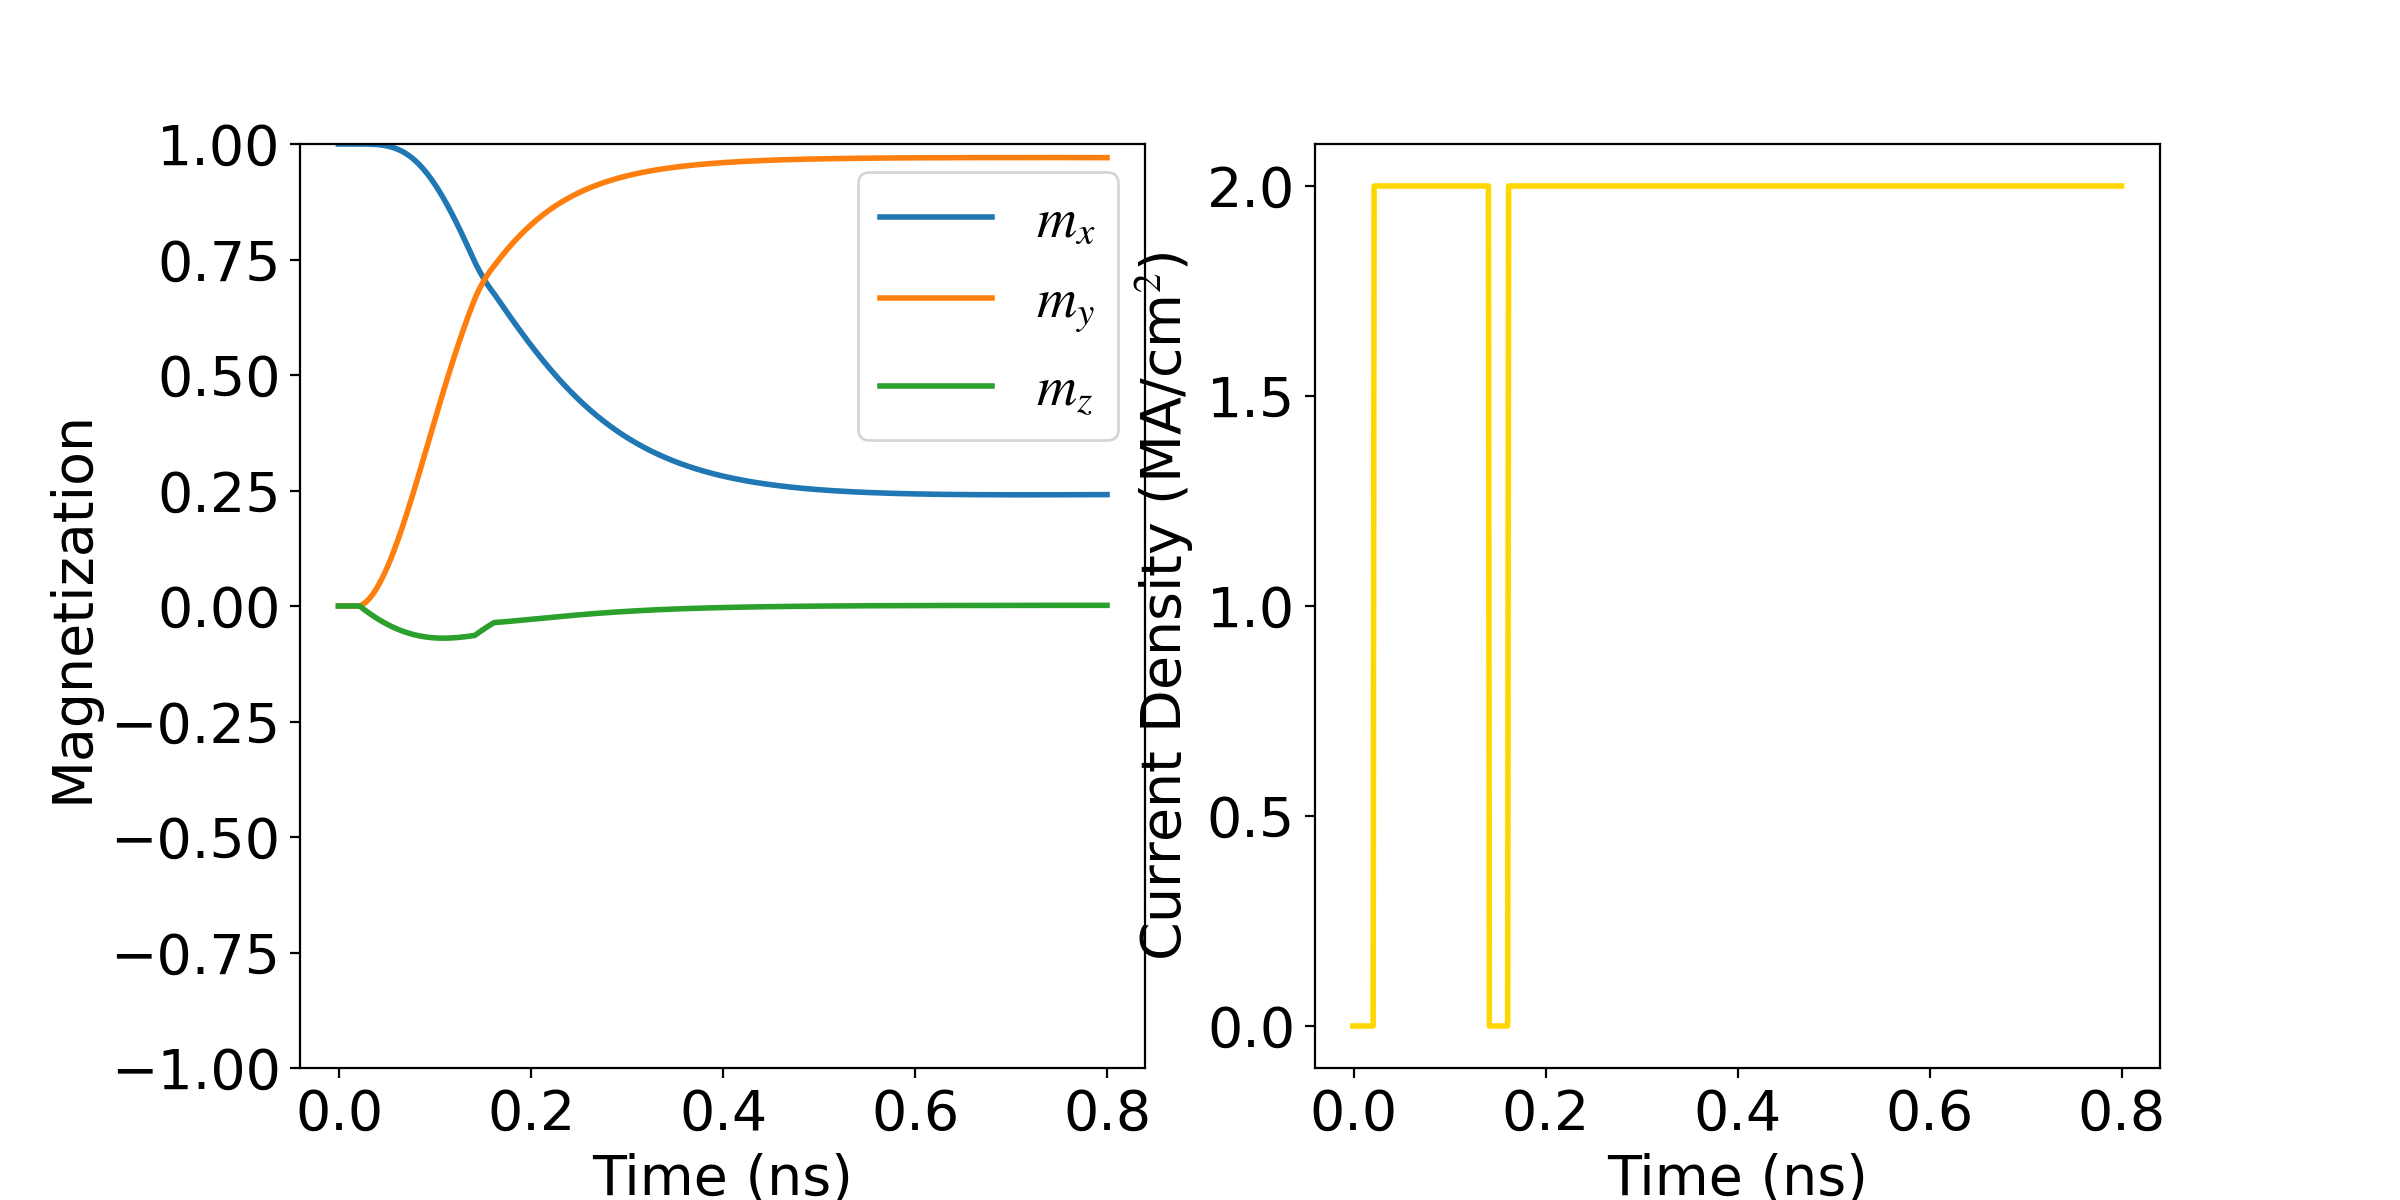 Magnetization
1.00
0.75
0.50
0.25
0.00
−0.25
−0.50
−0.75
−1.00
0.0 0.2 0.4 0.6 0.8
Time (ns)
m_x
m_y
m_z
Current Density (MA/cm²)
2.0
1.5
1.0
0.5
0.0
0.0 0.2 0.4 0.6 0.8
Time (ns)